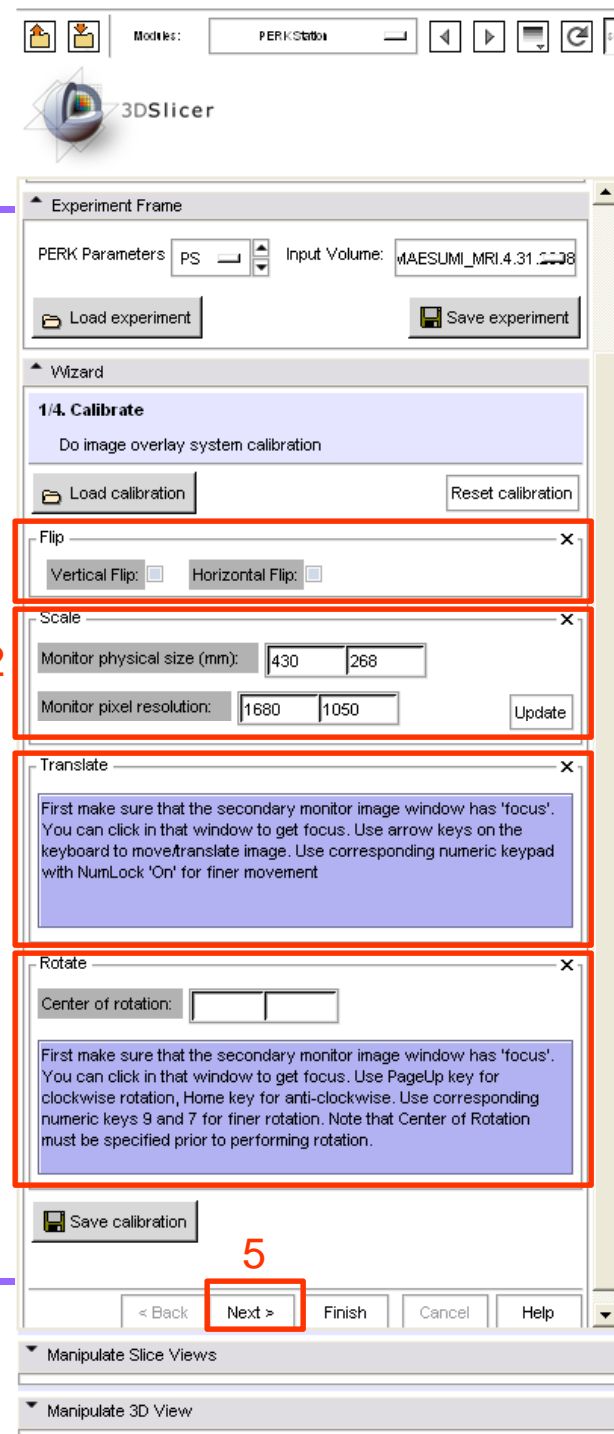 Modules: PERKStation
3DSlicer
Experiment Frame
PERK Parameters PS Input Volume: MAESUMI_MRI.4.31.
Load experiment Save experiment
Wizard
1/4. Calibrate
Do image overlay system calibration
Load calibration Reset calibration
Flip x
Vertical Flip: Horizontal Flip:
2
Scale x
Monitor physical size (mm): 430 268
Monitor pixel resolution: 1680 1050 Update
Translate x
First make sure that the secondary monitor image window has 'focus'.
You can click in that window to get focus. Use arrow keys on the
keyboard to move/translate image. Use corresponding numeric keypad
with NumLock 'On' for finer movement
Rotate x
Center of rotation:
First make sure that the secondary monitor image window has 'focus'.
You can click in that window to get focus. Use PageUp key for
clockwise rotation, Home key for anti-clockwise. Use corresponding
numeric keys 9 and 7 for finer rotation. Note that Center of Rotation
must be specified prior to performing rotation.
Save calibration
5
< Back Next > Finish Cancel Help
Manipulate Slice Views
Manipulate 3D View